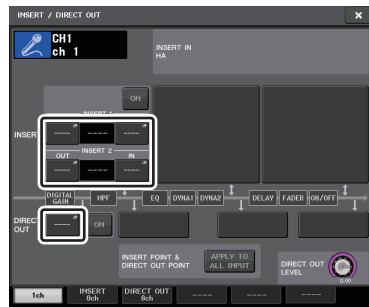 INSERT / DIRECT OUT
CH1
ch 1
INSERT IN
HA
ON
INSERT 1
INSERT
---- ---- ----
OUT INSERT 2 IN
---- ---- ----
DIGITAL GAIN HPF EQ DYNA1 DYNA2 DELAY FADER ON/OFF
DIRECT OUT
---- ON
INSERT POINT & DIRECT OUT POINT
APPLY TO ALL INPUT
DIRECT OUT LEVEL
0.00
1ch INSERT 8ch DIRECT OUT 8ch ---- ---- ----